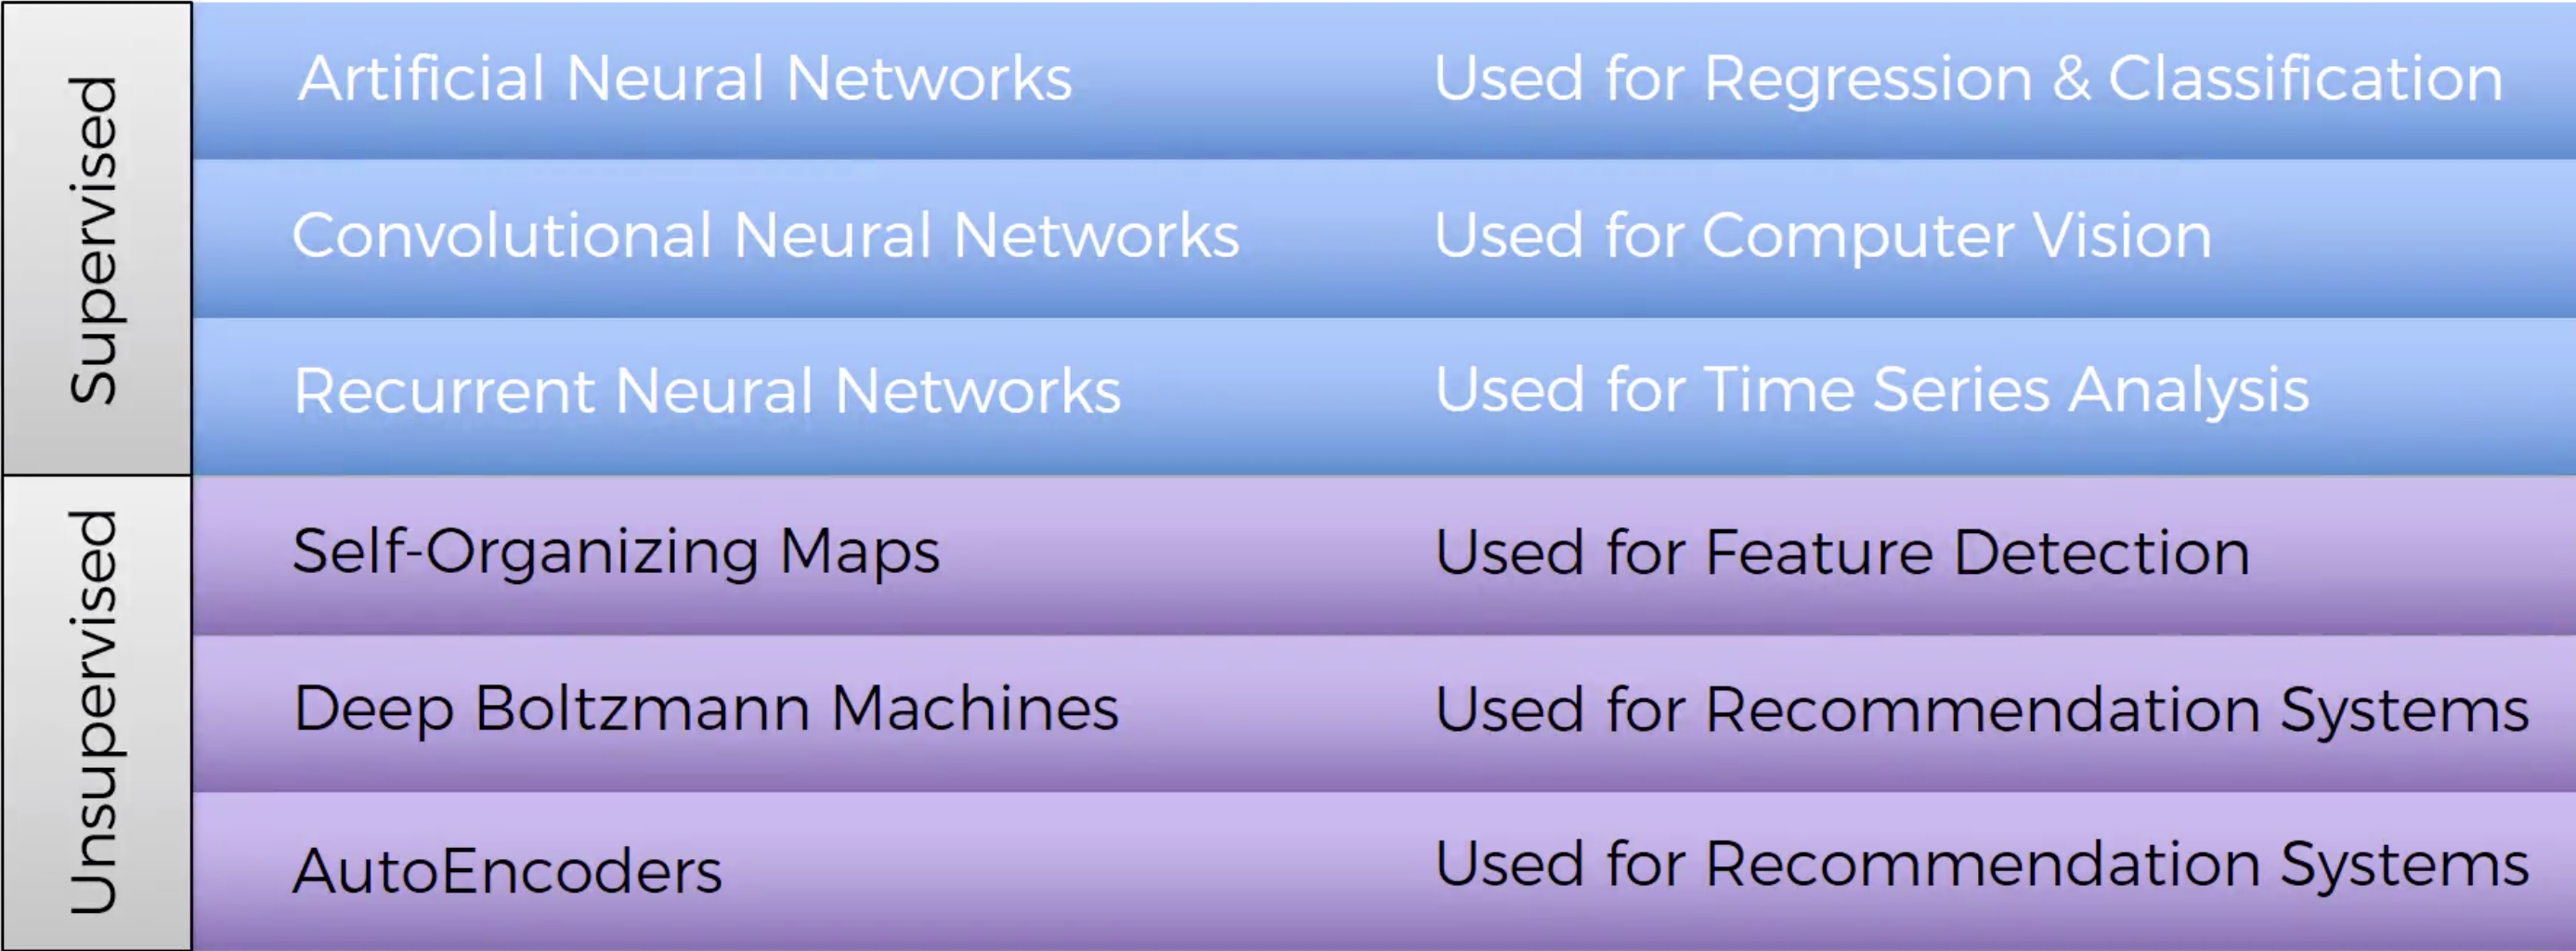 Supervised
Artificial Neural Networks
Used for Regression & Classification
Convolutional Neural Networks
Used for Computer Vision
Recurrent Neural Networks
Used for Time Series Analysis
Unsupervised
Self-Organizing Maps
Used for Feature Detection
Deep Boltzmann Machines
Used for Recommendation Systems
AutoEncoders
Used for Recommendation Systems